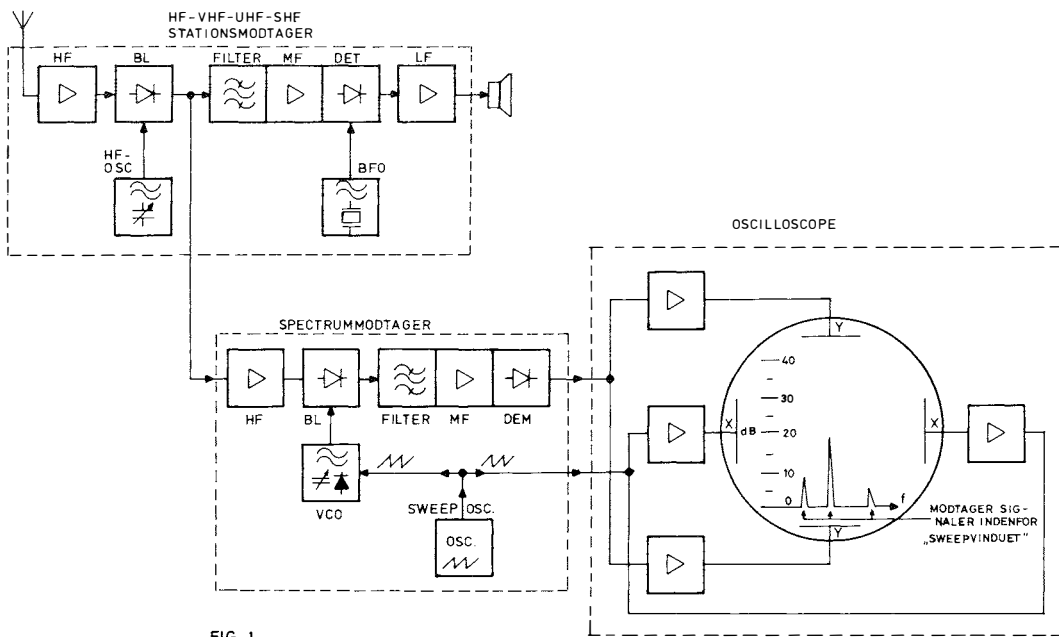 HF-VHF-UHF-SHF
STATIONSMODTAGER
HF
BL
FILTER
MF
DET
LF
HF-
OSC
BFO
OSCILLOSCOPE
SPECTRUMMODTAGER
HF
BL
FILTER
MF
DEM
VCO
SWEEP OSC.
OSC.
Y
40
30
X
dB
20
X
10
0
f
Y
MODTAGER SIG-
NALER INDENFOR
„SWEEPVINDUET"
FIG. 1